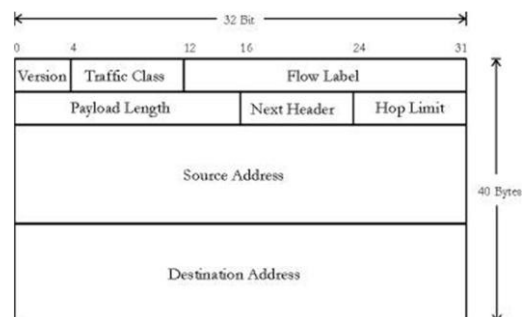 32 Bit
0 4 12 16 24 31
Version Traffic Class Flow Label
Payload Length Next Header Hop Limit
Source Address
40 Bytes
Destination Address